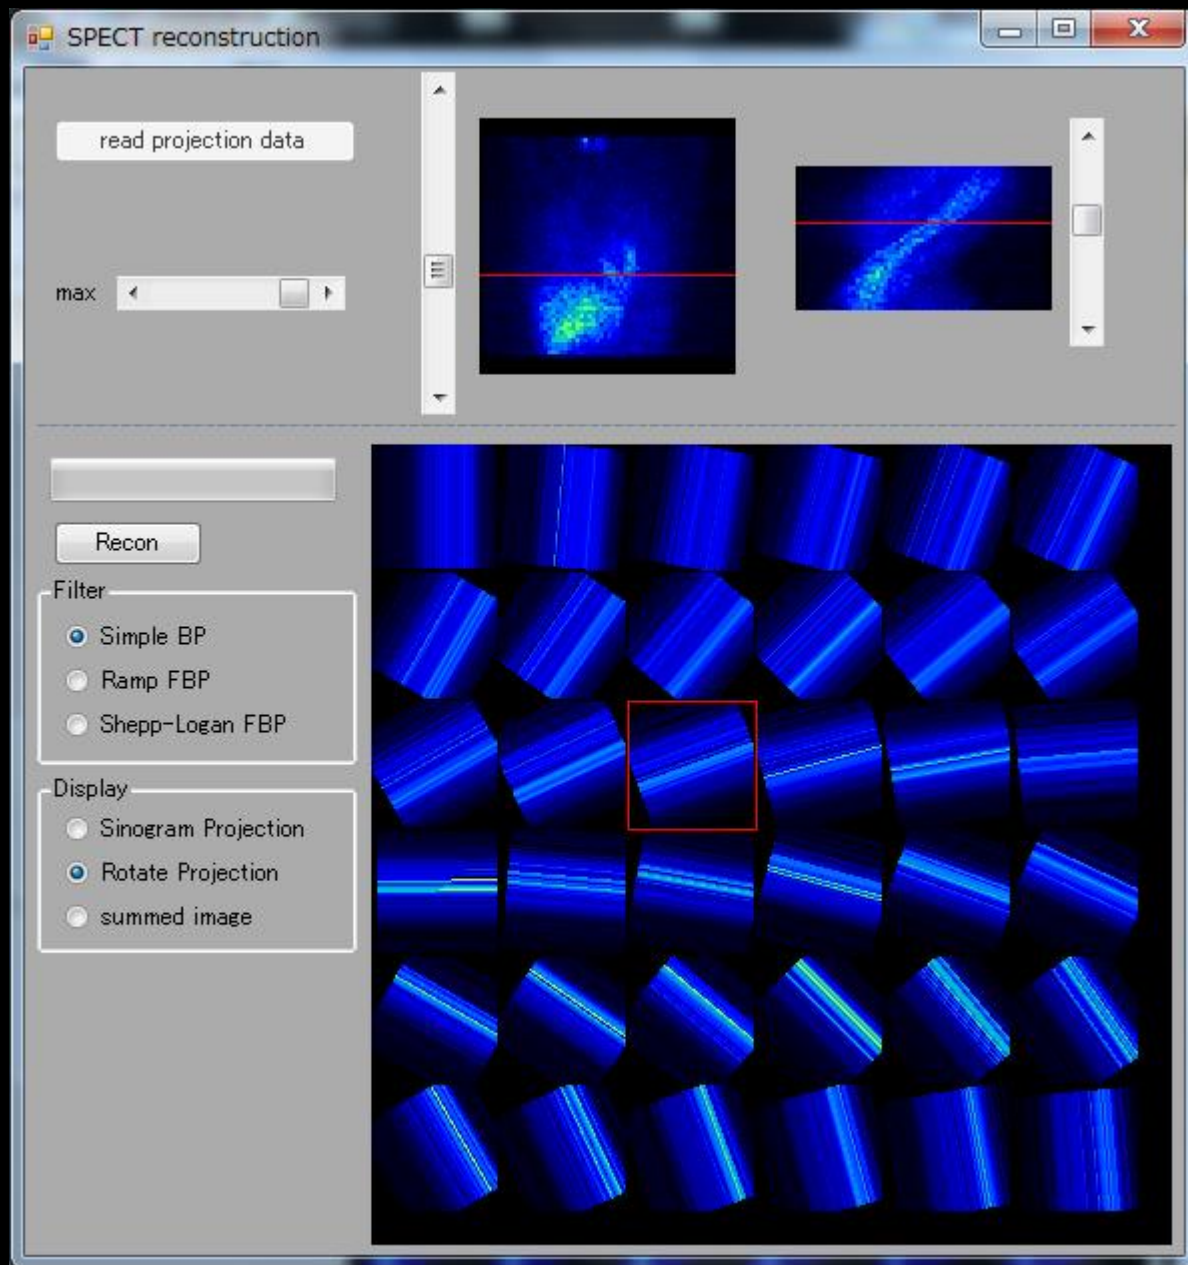 SPECT reconstruction
read projection data
max
Recon
Filter
Simple BP
Ramp FBP
Shepp-Logan FBP
Display
Sinogram Projection
Rotate Projection
summed image